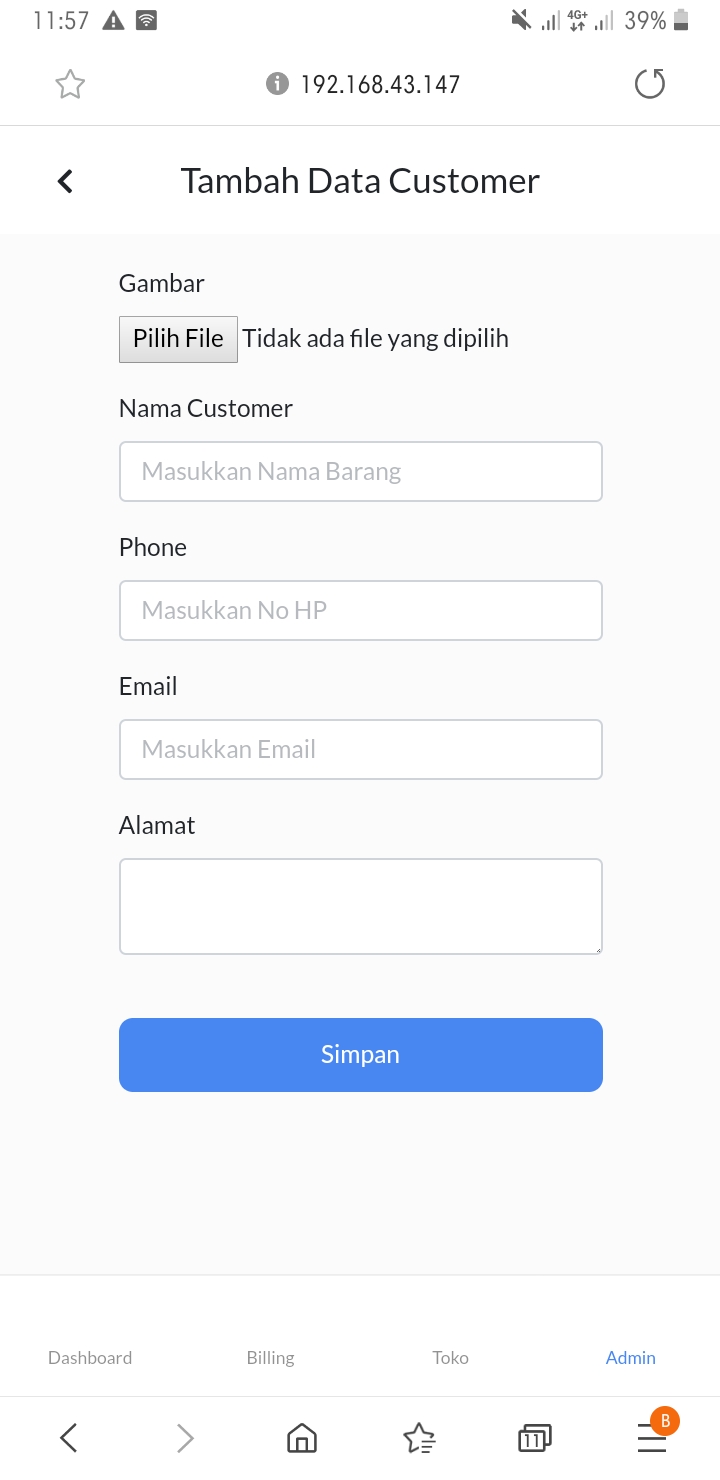 11:57 4G+ 39%
192.168.43.147
Tambah Data Customer
Gambar
Pilih File Tidak ada file yang dipilih
Nama Customer
Masukkan Nama Barang
Phone
Masukkan No HP
Email
Masukkan Email
Alamat
Simpan
Dashboard Billing Toko Admin
11 B